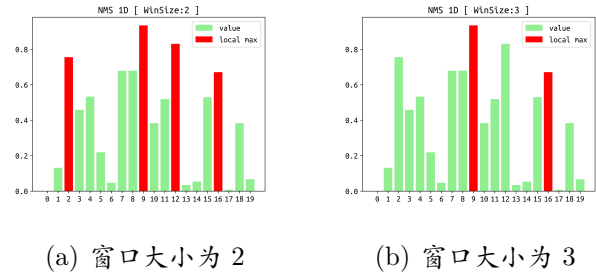 NMS 1D [ WinSize:2 ]
value
local max
0.8
0.6
0.4
0.2
0.0
0 1 2 3 4 5 6 7 8 9 10 11 12 13 14 15 16 17 18 19
(a) 窗口大小为 2
NMS 1D [ WinSize:3 ]
value
local max
0.8
0.6
0.4
0.2
0.0
0 1 2 3 4 5 6 7 8 9 10 11 12 13 14 15 16 17 18 19
(b) 窗口大小为 3